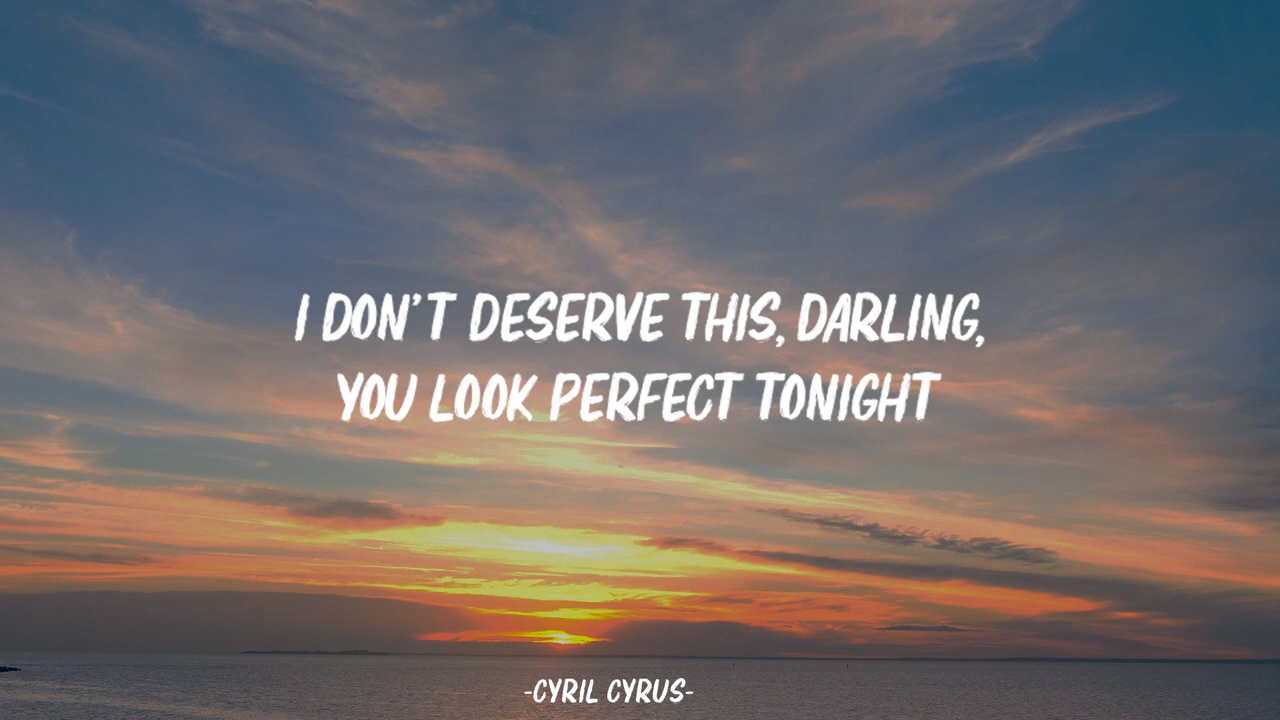 I DON'T DESERVE THIS, DARLING,
YOU LOOK PERFECT TONIGHT
-CYRIL CYRUS-